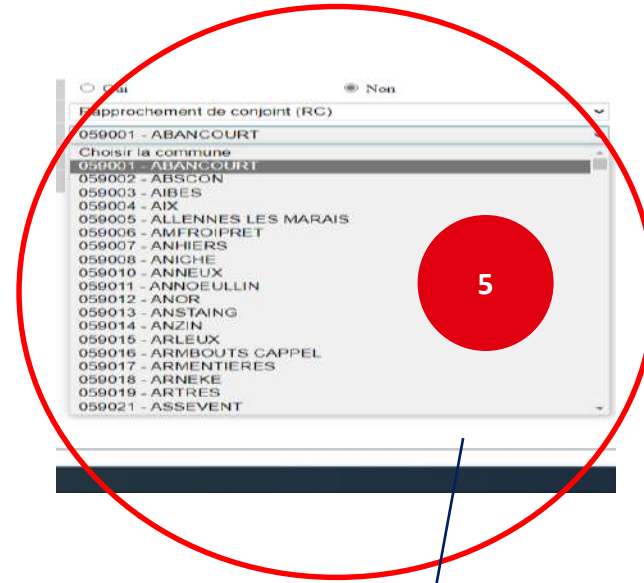 Oui Non
Rapprochement de conjoint (RC)
059001 - ABANCOURT
Choisir la commune
059001 - ABANCOURT
059002 - ABSCON
059003 - AIBES
059004 - AIX
059005 - ALLENNES LES MARAIS
059006 - AMFROIPRET
059007 - ANHIERS
059008 - ANICHE
059010 - ANNEUX
059011 - ANNOEULLIN
059012 - ANOR
059013 - ANSTAING
059014 - ANZIN
059015 - ARLEUX
059016 - ARMBOUTS CAPPEL
059017 - ARMENTIERES
059018 - ARNEKE
059019 - ARTRES
059021 - ASSEVENT
5